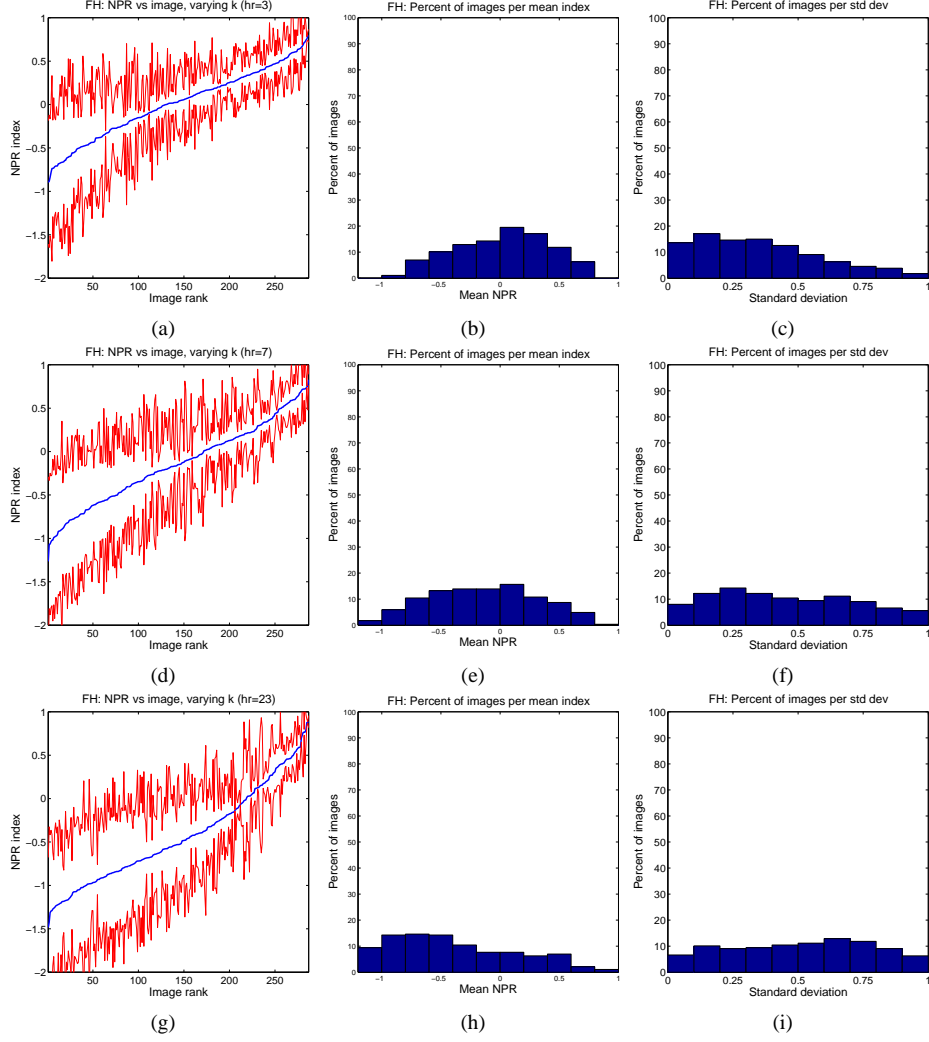 FH: NPR vs image, varying k (hr=3)
NPR index
1
0.5
0
−0.5
−1
−1.5
−2
50 100 150 200 250
Image rank
(a)
FH: Percent of images per mean index
Percent of images
100
90
80
70
60
50
40
30
20
10
0
−1 −0.5 0 0.5 1
Mean NPR
(b)
FH: Percent of images per std dev
Percent of images
100
90
80
70
60
50
40
30
20
10
0
0 0.25 0.5 0.75 1
Standard deviation
(c)
FH: NPR vs image, varying k (hr=7)
NPR index
1
0.5
0
−0.5
−1
−1.5
−2
50 100 150 200 250
Image rank
(d)
FH: Percent of images per mean index
Percent of images
100
90
80
70
60
50
40
30
20
10
0
−1 −0.5 0 0.5 1
Mean NPR
(e)
FH: Percent of images per std dev
Percent of images
100
90
80
70
60
50
40
30
20
10
0
0 0.25 0.5 0.75 1
Standard deviation
(f)
FH: NPR vs image, varying k (hr=23)
NPR index
1
0.5
0
−0.5
−1
−1.5
−2
50 100 150 200 250
Image rank
(g)
FH: Percent of images per mean index
Percent of images
100
90
80
70
60
50
40
30
20
10
0
−1 −0.5 0 0.5 1
Mean NPR
(h)
FH: Percent of images per std dev
Percent of images
100
90
80
70
60
50
40
30
20
10
0
0 0.25 0.5 0.75 1
Standard deviation
(i)